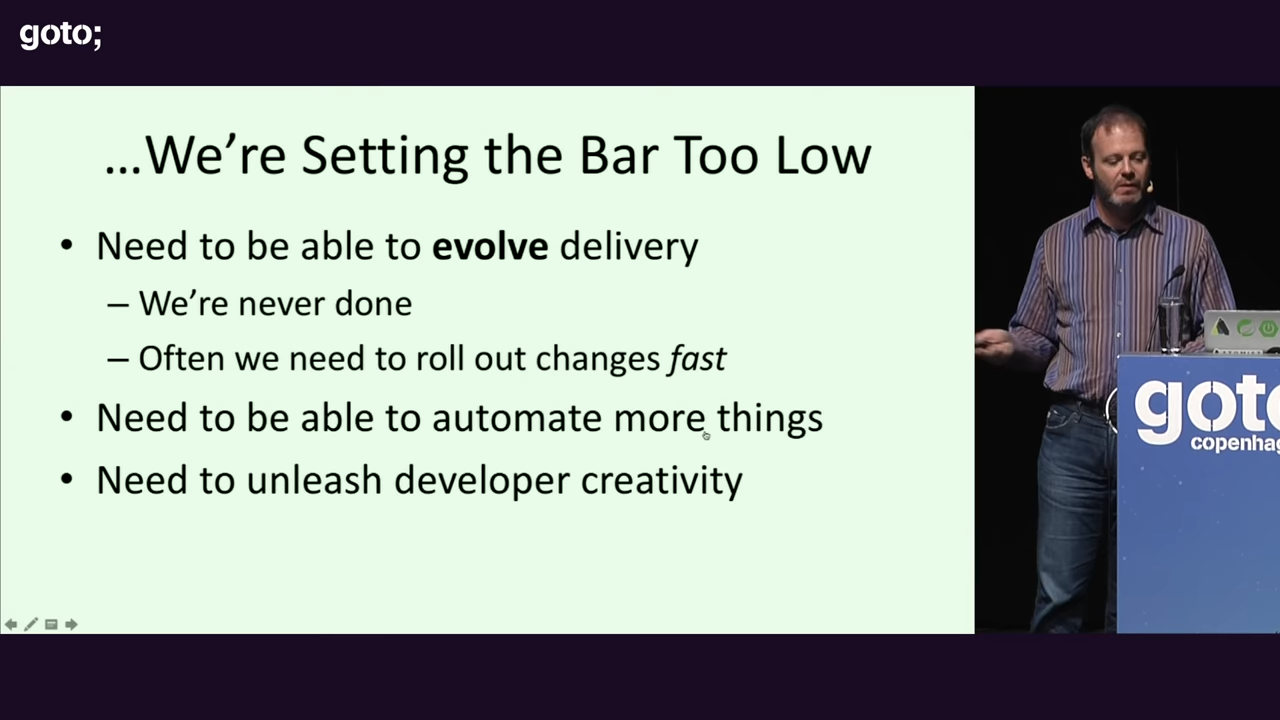 goto;
…We’re Setting the Bar Too Low
• Need to be able to evolve delivery
– We’re never done
– Often we need to roll out changes fast
• Need to be able to automate more things
• Need to unleash developer creativity
goto
copenhag